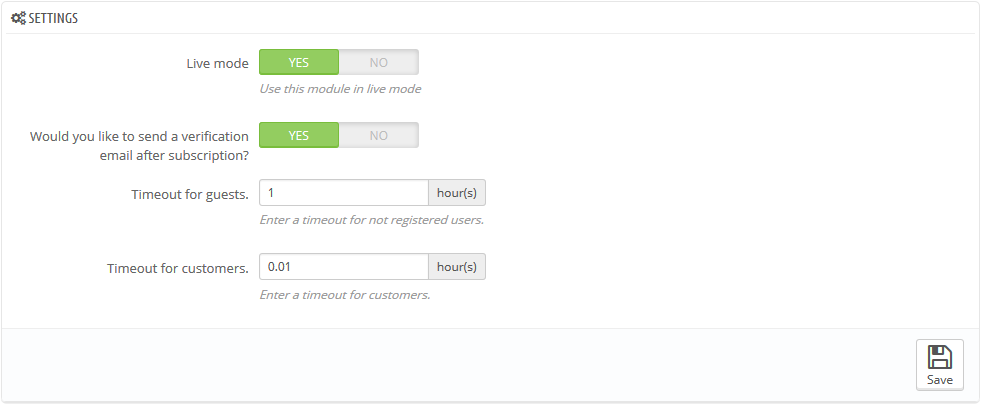 SETTINGS
Live mode YES NO
Use this module in live mode
Would you like to send a verification YES NO
email after subscription?
Timeout for guests. 1 hour(s)
Enter a timeout for not registered users.
Timeout for customers. 0.01 hour(s)
Enter a timeout for customers.
Save